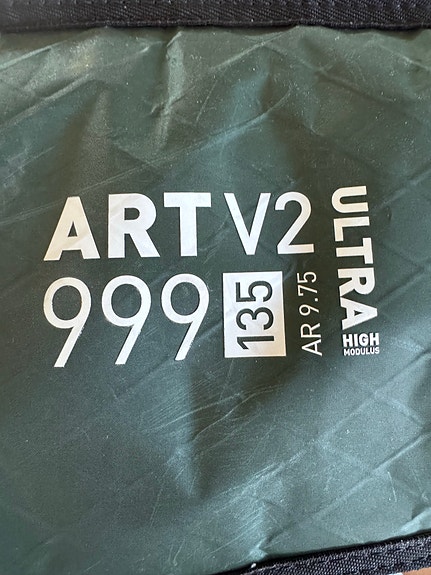 ART V2
999
135
AR 9.75
ULTRA
HIGH
MODULUS